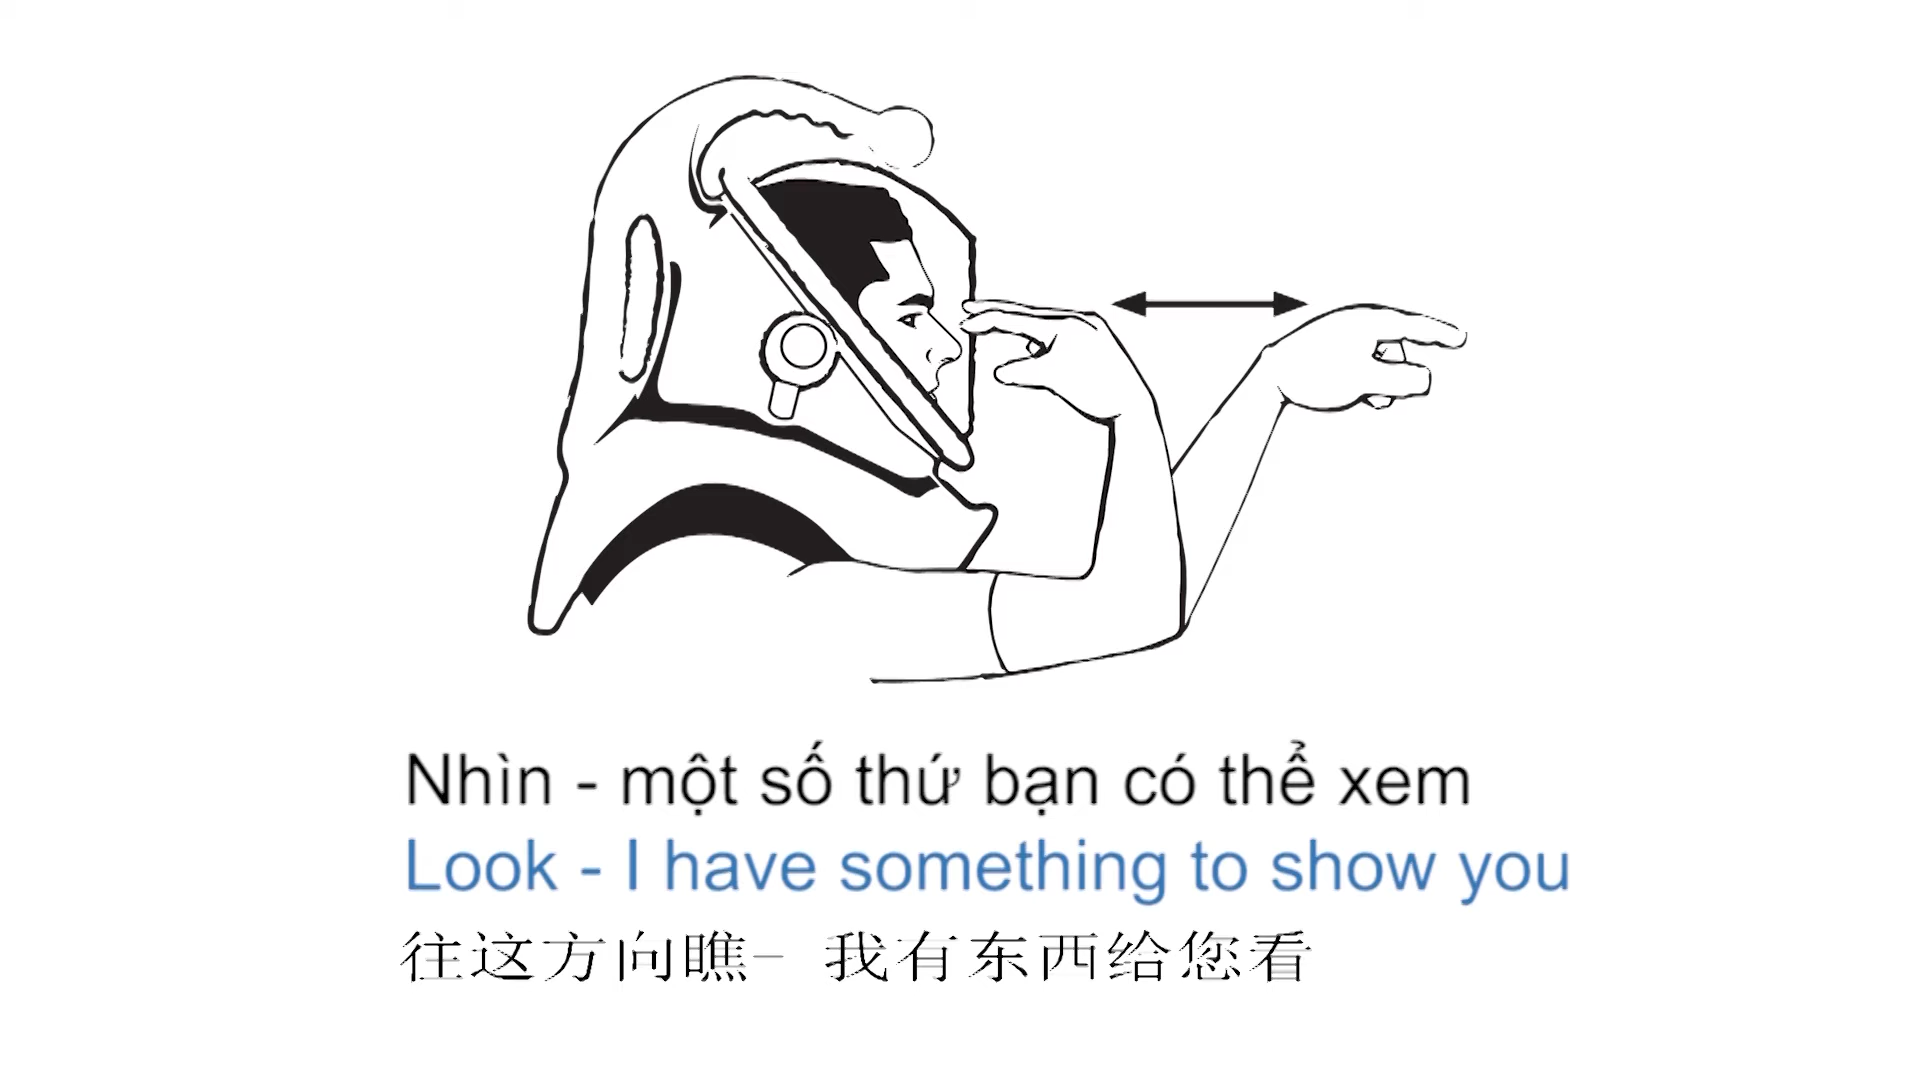 Nhìn - một số thứ bạn có thể xem
Look - I have something to show you
往这方向瞧- 我有东西给您看